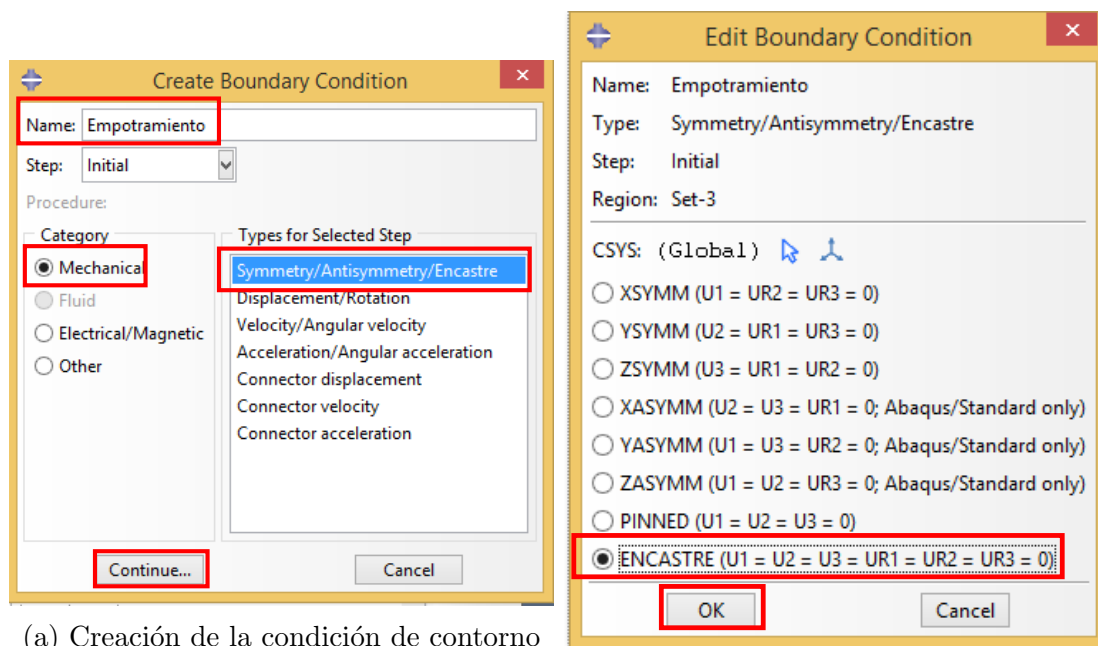 Create Boundary Condition
Name: Empotramiento
Step: Initial
Procedure:
Category
Mechanical
Fluid
Electrical/Magnetic
Other
Types for Selected Step
Symmetry/Antisymmetry/Encastre
Displacement/Rotation
Velocity/Angular velocity
Acceleration/Angular acceleration
Connector displacement
Connector velocity
Connector acceleration
Continue... Cancel
(a) Creación de la condición de contorno
Edit Boundary Condition
Name: Empotramiento
Type: Symmetry/Antisymmetry/Encastre
Step: Initial
Region: Set-3
CSYS: (Global)
XSYMM (U1 = UR2 = UR3 = 0)
YSYMM (U2 = UR1 = UR3 = 0)
ZSYMM (U3 = UR1 = UR2 = 0)
XASYMM (U2 = U3 = UR1 = 0; Abaqus/Standard only)
YASYMM (U1 = U3 = UR2 = 0; Abaqus/Standard only)
ZASYMM (U1 = U2 = UR3 = 0; Abaqus/Standard only)
PINNED (U1 = U2 = U3 = 0)
ENCASTRE (U1 = U2 = U3 = UR1 = UR2 = UR3 = 0)
OK Cancel